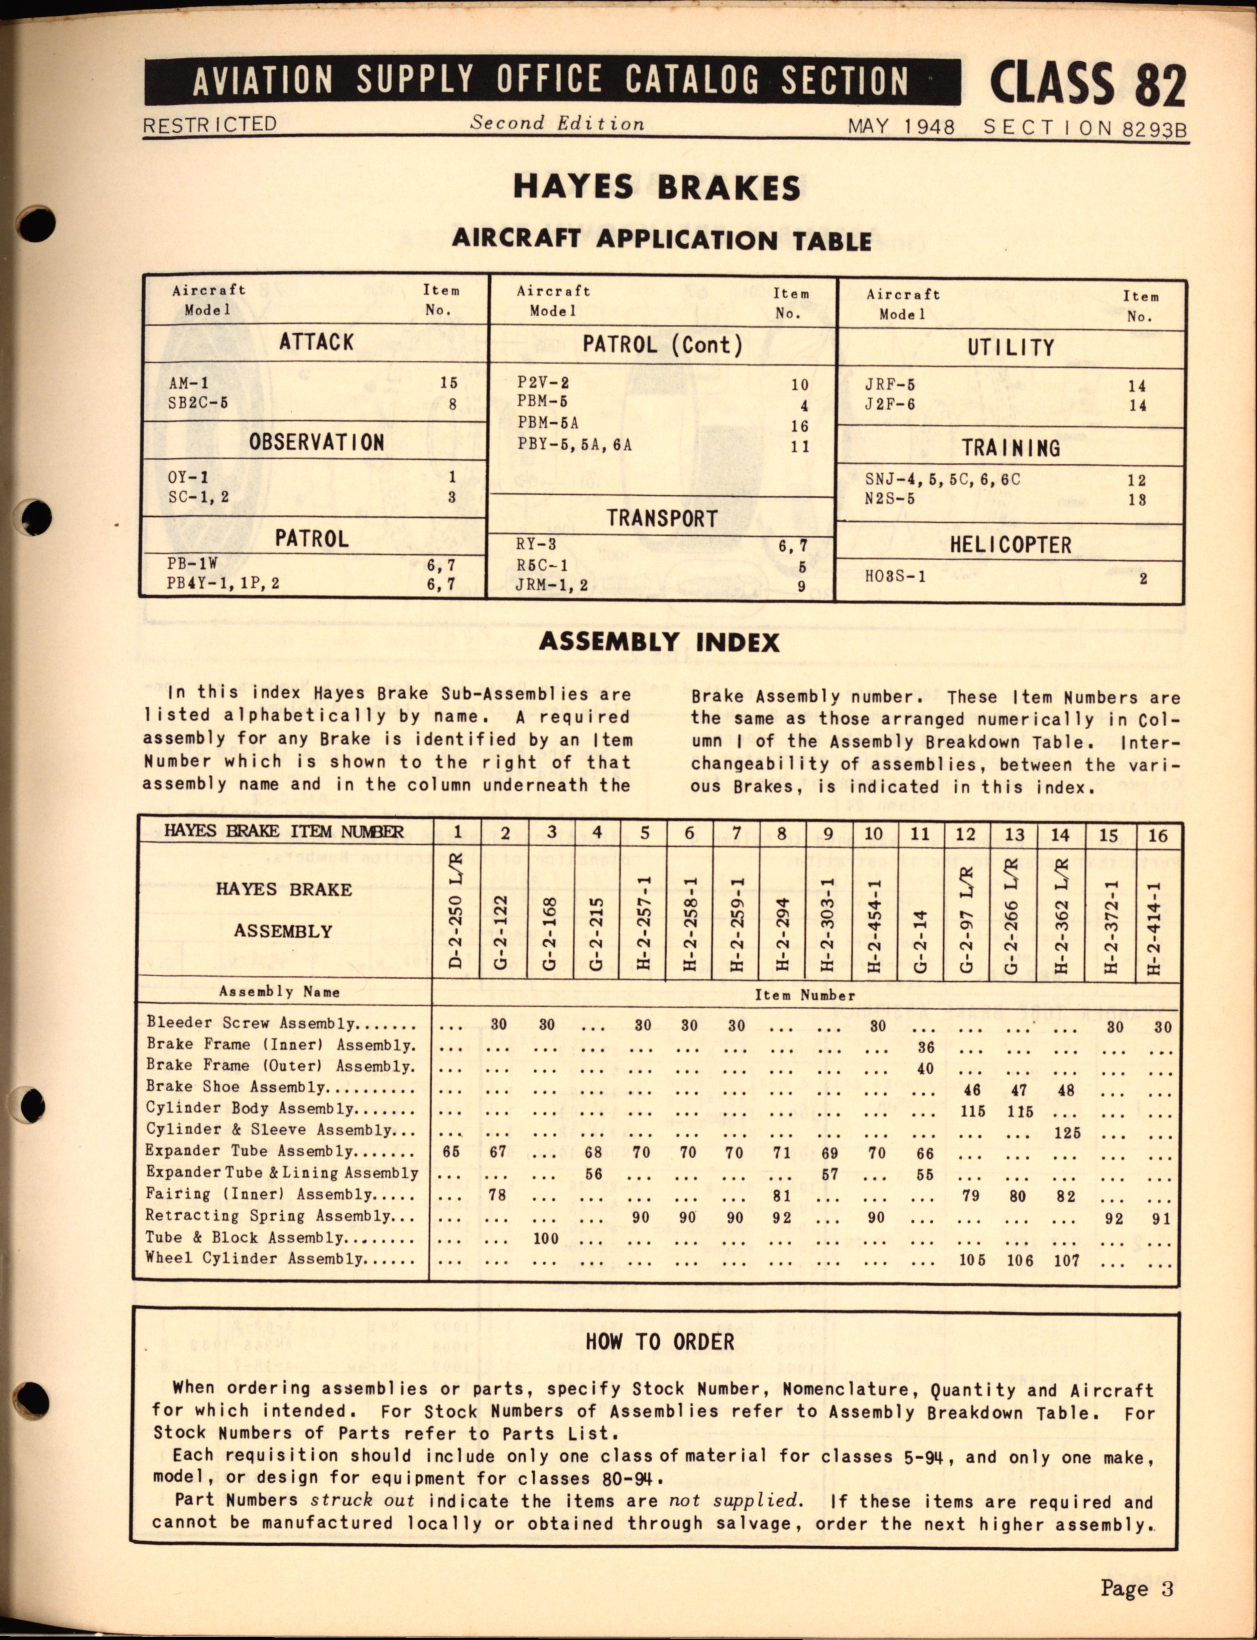 AVIATION SUPPLY OFFICE CATALOG SECTION CLASS 82
RESTRICTED Second Edition MAY 1948 SECTION 8293B
HAYES BRAKES
AIRCRAFT APPLICATION TABLE
Aircraft Model Item No.
ATTACK
AM-1 15
SB2C-5 8
OBSERVATION
OY-1 1
SC-1, 2 3
PATROL
PB-1W 6, 7
PB4Y-1, 1P, 2 6, 7
Aircraft Model Item No.
PATROL (Cont)
P2V-2 10
PBM-5 4
PBM-5A 16
PBY-5, 5A, 6A 11
TRANSPORT
RY-3 6, 7
R5C-1 5
JRM-1, 2 9
Aircraft Model Item No.
UTILITY
JRF-5 14
J2F-6 14
TRAINING
SNJ-4, 5, 5C, 6, 6C 12
N2S-5 13
HELICOPTER
HO3S-1 2
ASSEMBLY INDEX
In this index Hayes Brake Sub-Assemblies are
listed alphabetically by name. A required
assembly for any Brake is identified by an Item
Number which is shown to the right of that
assembly name and in the column underneath the
Brake Assembly number. These Item Numbers are
the same as those arranged numerically in Col-
umn I of the Assembly Breakdown Table. Inter-
changeability of assemblies, between the vari-
ous Brakes, is indicated in this index.
HAYES BRAKE ITEM NUMBER 1 2 3 4 5 6 7 8 9 10 11 12 13 14 15 16
HAYES BRAKE
ASSEMBLY
D-2-250 L/R
G-2-122
G-2-168
G-2-215
H-2-257-1
H-2-258-1
H-2-259-1
H-2-294
H-2-303-1
H-2-454-1
G-2-14
G-2-97 L/R
G-2-266 L/R
H-2-362 L/R
H-2-372-1
H-2-414-1
Assembly Name Item Number
Bleeder Screw Assembly....... ... 30 30 ... 30 30 30 ... ... 30 ... ... ... ... 30 30
Brake Frame (Inner) Assembly. ... ... ... ... ... ... ... ... ... ... 36 ... ... ... ... ...
Brake Frame (Outer) Assembly. ... ... ... ... ... ... ... ... ... ... 40 ... ... ... ... ...
Brake Shoe Assembly.......... ... ... ... ... ... ... ... ... ... ... ... 46 47 48 ... ...
Cylinder Body Assembly....... ... ... ... ... ... ... ... ... ... ... ... 115 115 ... ... ...
Cylinder & Sleeve Assembly... ... ... ... ... ... ... ... ... ... ... ... ... ... 125 ... ...
Expander Tube Assembly....... 65 67 ... 68 70 70 70 71 69 70 66 ... ... ... ... ...
Expander Tube & Lining Assembly ... ... ... 56 ... ... ... ... 57 ... 55 ... ... ... ... ...
Fairing (Inner) Assembly..... ... 78 ... ... ... ... ... 81 ... ... ... 79 80 82 ... ...
Retracting Spring Assembly... ... ... ... ... 90 90 90 92 ... 90 ... ... ... ... 92 91
Tube & Block Assembly........ ... ... 100 ... ... ... ... ... ... ... ... ... ... ... ... ...
Wheel Cylinder Assembly...... ... ... ... ... ... ... ... ... ... ... ... 105 106 107 ... ...
HOW TO ORDER
When ordering assemblies or parts, specify Stock Number, Nomenclature, Quantity and Aircraft
for which intended. For Stock Numbers of Assemblies refer to Assembly Breakdown Table. For
Stock Numbers of Parts refer to Parts List.
Each requisition should include only one class of material for classes 5-94, and only one make,
model, or design for equipment for classes 80-94.
Part Numbers struck out indicate the items are not supplied. If these items are required and
cannot be manufactured locally or obtained through salvage, order the next higher assembly.
Page 3